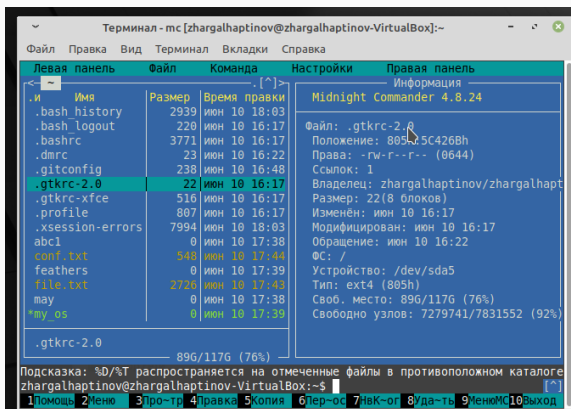 Терминал - mc [zhargalhaptinov@zhargalhaptinov-VirtualBox]:~
Файл Правка Вид Терминал Вкладки Справка
Левая панель Файл Команда Настройки Правая панель
<- ~ .[^]> Информация
.и Имя Размер Время правки Midnight Commander 4.8.24
.bash_history 2939 июн 10 18:03
.bash_logout 220 июн 10 16:17 Файл: .gtkrc-2.0
.bashrc 3771 июн 10 16:17 Положение:
.dmrc 23 июн 10 16:22 Права: -rw-r--r-- (0644)
.gitconfig 238 июн 10 16:48 Ссылок: 1
.gtkrc-2.0 22 июн 10 16:17 Владелец: zhargalhaptinov/zhargalhapt
.gtkrc-xfce 516 июн 10 16:17 Размер: 22(8 блоков)
.profile 807 июн 10 16:17 Изменён: июн 10 16:17
.xsession-errors 7994 июн 10 18:03 Модифицирован: июн 10 16:17
abc1 0 июн 10 17:38 Обращение: июн 10 16:22
conf.txt 548 июн 10 17:44 ФС: /
feathers 0 июн 10 17:39 Устройство: /dev/sda5
file.txt 2726 июн 10 17:43 Тип: ext4 (805h)
may 0 июн 10 17:38 Своб. место: 89G/117G (76%)
*my_os 0 июн 10 17:39 Свободно узлов: 7279741/7831552 (92%)
.gtkrc-2.0
89G/117G (76%)
Подсказка: %D/%T распространяется на отмеченные файлы в противоположном каталоге
zhargalhaptinov@zhargalhaptinov-VirtualBox:~$ [^]
1Помощь 2Меню 3Про~тр 4Правка 5Копия 6Пер~ос 7НвК~ог 8Уда~ть 9МенюМС 10Выход